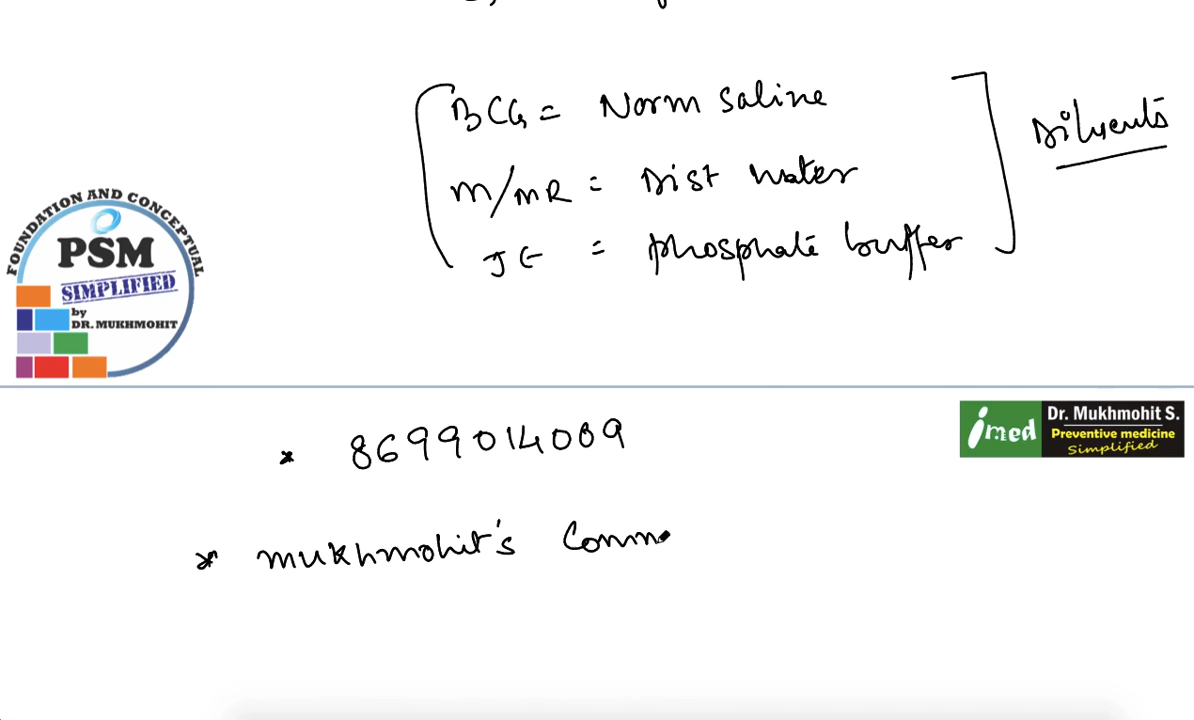 BCG = Norm Saline
M/MR = Dist water
JE = phosphate buffer
Diluents
FOUNDATION AND CONCEPTUAL
PSM
SIMPLIFIED
by
DR. MUKHMOHIT
imed
Dr. Mukhmohit S.
Preventive medicine
Simplified
* 8699014009
* mukhmohit's Comm